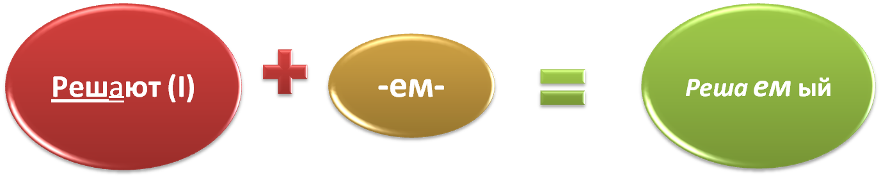 Решают (I) + -ем- = Реша ем ый